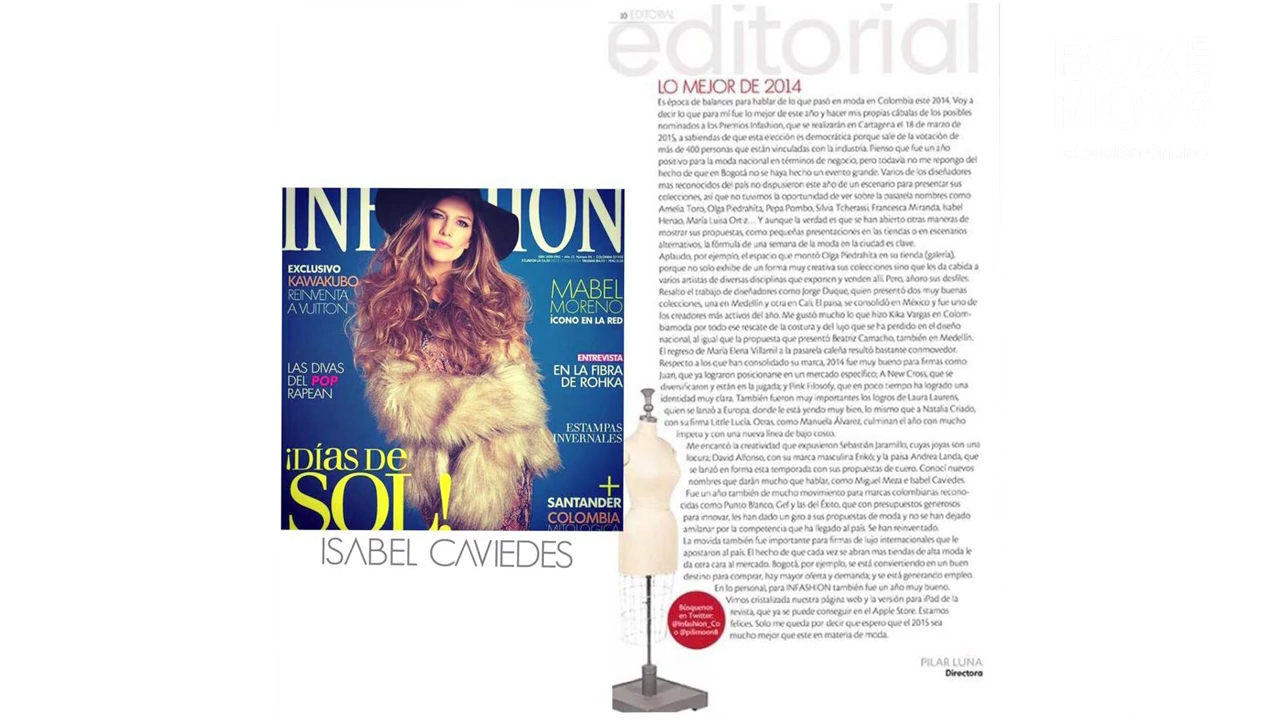 INFASHION
EXCLUSIVO
KAWAKUBO
REINVENTA
A VUITTON
MABEL
MORENO
ÍCONO EN LA RED
LAS DIVAS
DEL POP
RAPEAN
ENTREVISTA
EN LA FIBRA
DE ROHKA
ESTAMPAS
INVERNALES
¡DÍAS DE
SOL!
+
SANTANDER
COLOMBIA
MITOLÓGICA
ISABEL CAVIEDES
10 EDITORIAL
editorial
LO MEJOR DE 2014
Es época de balances para hablar de lo que pasó en moda en Colombia este 2014. Voy a
decir lo que para mí fue lo mejor de este año y hacer mis propias cábalas de los posibles
nominados a los Premios Infashion, que se realizarán en Cartagena el 18 de marzo de
2015, a sabiendas de que esta elección es democrática porque sale de la votación de
más de 400 personas que están vinculadas con la industria. Pienso que fue un año
positivo para la moda nacional en términos de negocio, pero todavía no me repongo del
hecho de que en Bogotá no se haya hecho un evento grande. Varios de los diseñadores
mas reconocidos del país no dispusieron este año de un escenario para presentar sus
colecciones, así que no tuvimos la oportunidad de ver sobre la pasarela nombres como
Amelia Toro, Olga Piedrahíta, Pepa Pombo, Silvia Tcherassi, Francesca Miranda, Isabel
Henao, María Luisa Ortiz... Y aunque la verdad es que se han abierto otras maneras de
mostrar sus propuestas, como pequeñas presentaciones en las tiendas o en escenarios
alternativos, la fórmula de una semana de la moda en la ciudad es clave.
Aplaudo, por ejemplo, el espacio que montó Olga Piedrahíta en su tienda (galería),
porque no solo exhibe de un forma muy creativa sus colecciones sino que les da cabida a
varios artistas de diversas disciplinas que exponen y venden allí. Pero, añoro sus desfiles.
Resalto el trabajo de diseñadores como Jorge Duque, quien presentó dos muy buenas
colecciones, una en Medellín y otra en Cali. El paisa, se consolidó en México y fue uno de
los creadores más activos del año. Me gustó mucho lo que hizo Kika Vargas en Colom-
biamoda por todo ese rescate de la costura y del lujo que se ha perdido en el diseño
nacional, al igual que la propuesta que presentó Beatriz Camacho, también en Medellín.
El regreso de María Elena Villamil a la pasarela caleña resultó bastante conmovedor.
Respecto a los que han consolidado su marca, 2014 fue muy bueno para firmas como
Juan, que ya lograron posicionarse en un mercado específico; A New Cross, que se
diversificaron y están en la jugada; y Pink Filosofy, que en poco tiempo ha logrado una
identidad muy clara. También fueron muy importantes los logros de Laura Laurens,
quien se lanzó a Europa, donde le está yendo muy bien, lo mismo que a Natalia Criado,
con su firma Little Lucía. Otras, como Manuela Álvarez, culminan el año con mucho
ímpetu y con una nueva línea de bajo costo.
Me encantó la creatividad que expusieron Sebastián Jaramillo, cuyas joyas son una
locura; David Alfonso, con su marca masculina Enkö; y la paisa Andrea Landa, que
se lanzó en forma esta temporada con sus propuestas de cuero. Conocí nuevos
nombres que darán mucho que hablar, como Miguel Meza e Isabel Caviedes.
Fue un año también de mucho movimiento para marcas colombianas recono-
cidas como Punto Blanco, Gef y las del Éxito, que con presupuestos generosos
para innovar, les han dado un giro a sus propuestas de moda y no se han dejado
amilanar por la competencia que ha llegado al país. Se han reinventado.
La movida también fue importante para firmas de lujo internacionales que le
apostaron al país. El hecho de que cada vez se abran mas tiendas de alta moda le
da otra cara al mercado. Bogotá, por ejemplo, se está convirtiendo en un buen
destino para comprar, hay mayor oferta y demanda; y se está generando empleo.
En lo personal, para INFASHION también fue un año muy bueno.
Vimos cristalizada nuestra página web y la versión para iPad de la
revista, que ya se puede conseguir en el Apple Store. Estamos
felices. Solo me queda por decir que espero que el 2015 sea
mucho mejor que este en materia de moda.
Búsquenos
en Twitter:
@infashion_Co
o @pilimoon8
PILAR LUNA
Directora